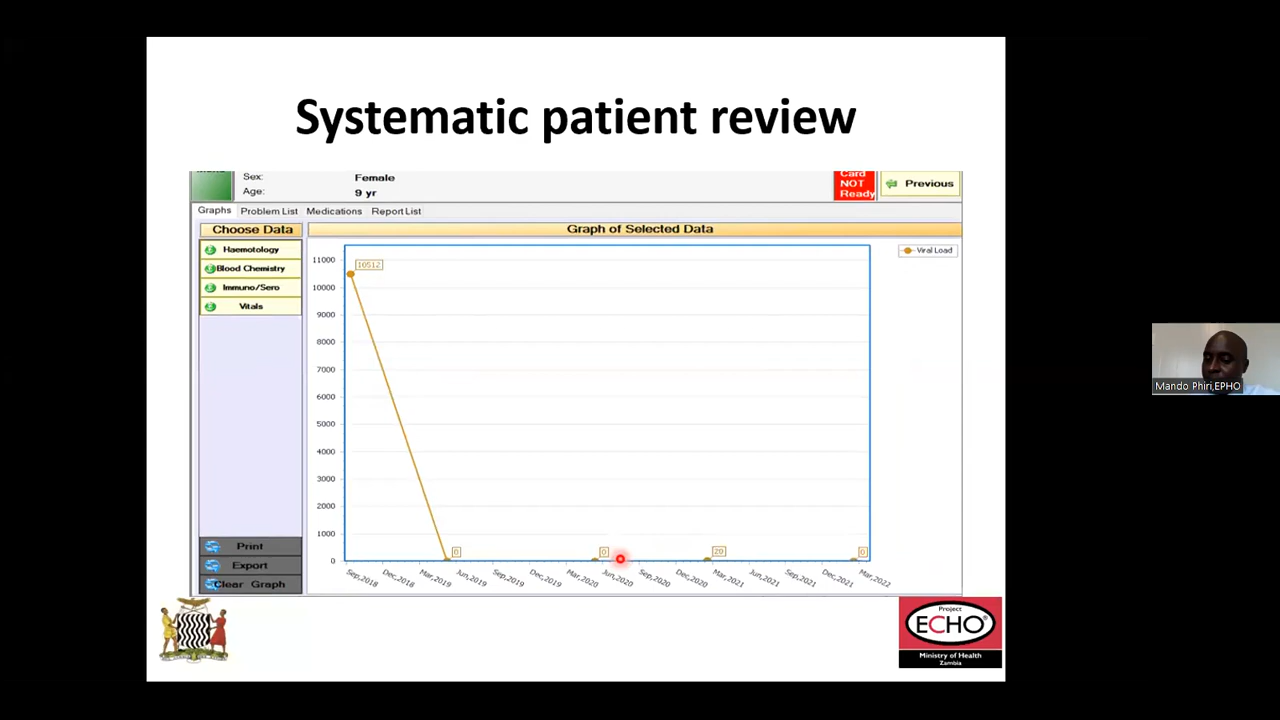 Systematic patient review
Sex: Female
Age: 9 yr
Card NOT Ready
Previous
Graphs Problem List Medications Report List
Choose Data
Graph of Selected Data
Haemotology
Blood Chemistry
Immuno/Sero
Vitals
Viral Load
11000
10512
10000
9000
8000
7000
6000
5000
4000
3000
2000
1000
0
0
0
20
0
Sep,2018 Dec,2018 Mar,2019 Jun,2019 Sep,2019 Dec,2019 Mar,2020 Jun,2020 Sep,2020 Dec,2020 Mar,2021 Jun,2021 Sep,2021 Dec,2021 Mar,2022
Print
Export
Clear Graph
Mando Phiri,EPHO
Project
ECHO®
Ministry of Health
Zambia